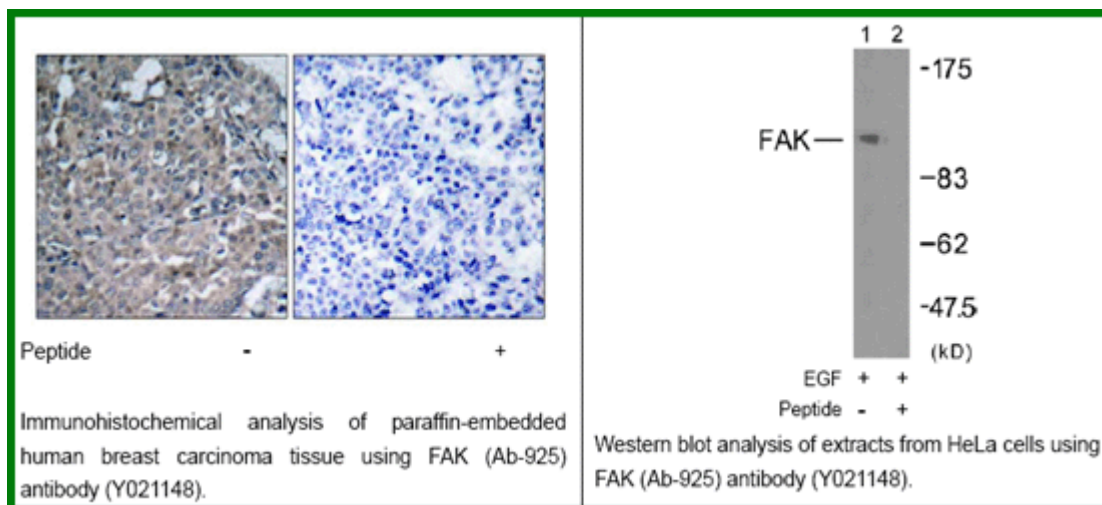 Peptide - +
Immunohistochemical analysis of paraffin-embedded
human breast carcinoma tissue using FAK (Ab-925)
antibody (Y021148).
1 2
-175
FAK—
-83
-62
-47.5
(kD)
EGF + +
Peptide - +
Western blot analysis of extracts from HeLa cells using
FAK (Ab-925) antibody (Y021148).